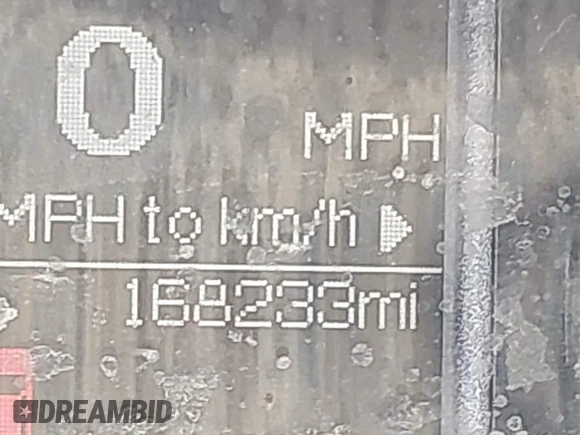 0
MPH
MPH to km/h
168233mi
DREAMBID